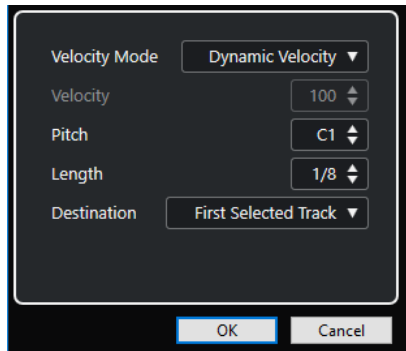 Velocity Mode Dynamic Velocity
Velocity 100
Pitch C1
Length 1/8
Destination First Selected Track
OK Cancel